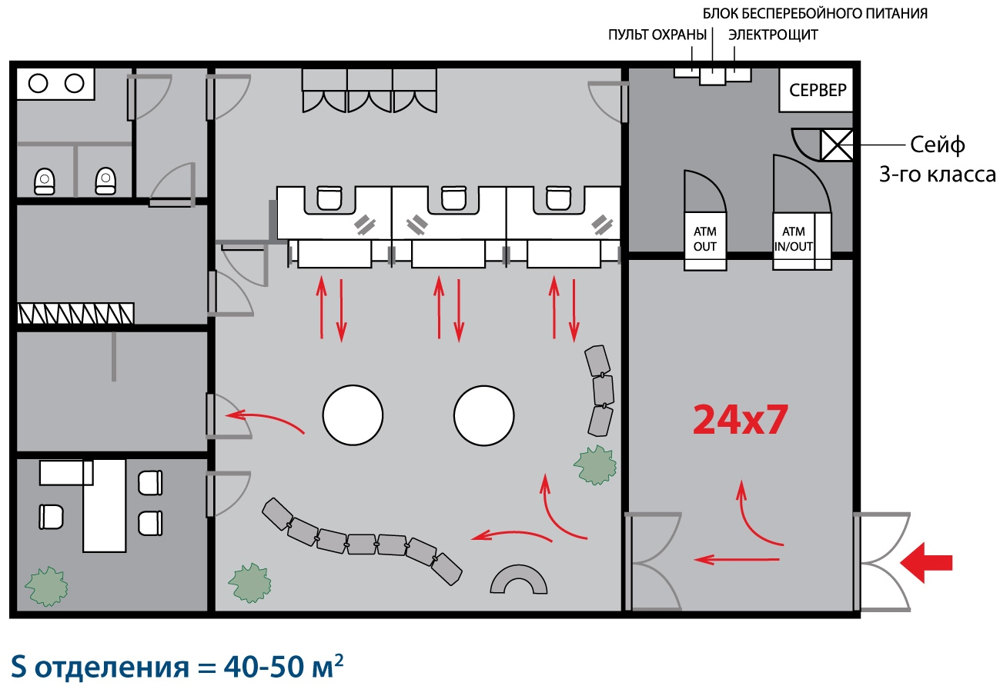 БЛОК БЕСПЕРЕБОЙНОГО ПИТАНИЯ
ПУЛЬТ ОХРАНЫ
ЭЛЕКТРОЩИТ
СЕРВЕР
Сейф
3-го класса
ATM
OUT
ATM
IN/OUT
24x7
S отделения = 40-50 м²